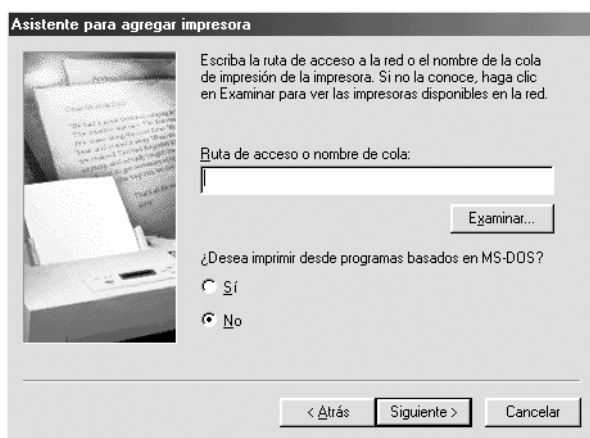 Asistente para agregar impresora
Escriba la ruta de acceso a la red o el nombre de la cola
de impresión de la impresora. Si no la conoce, haga clic
en Examinar para ver las impresoras disponibles en la red.
Ruta de acceso o nombre de cola:
Examinar...
¿Desea imprimir desde programas basados en MS-DOS?
Sí
No
< Atrás
Siguiente >
Cancelar